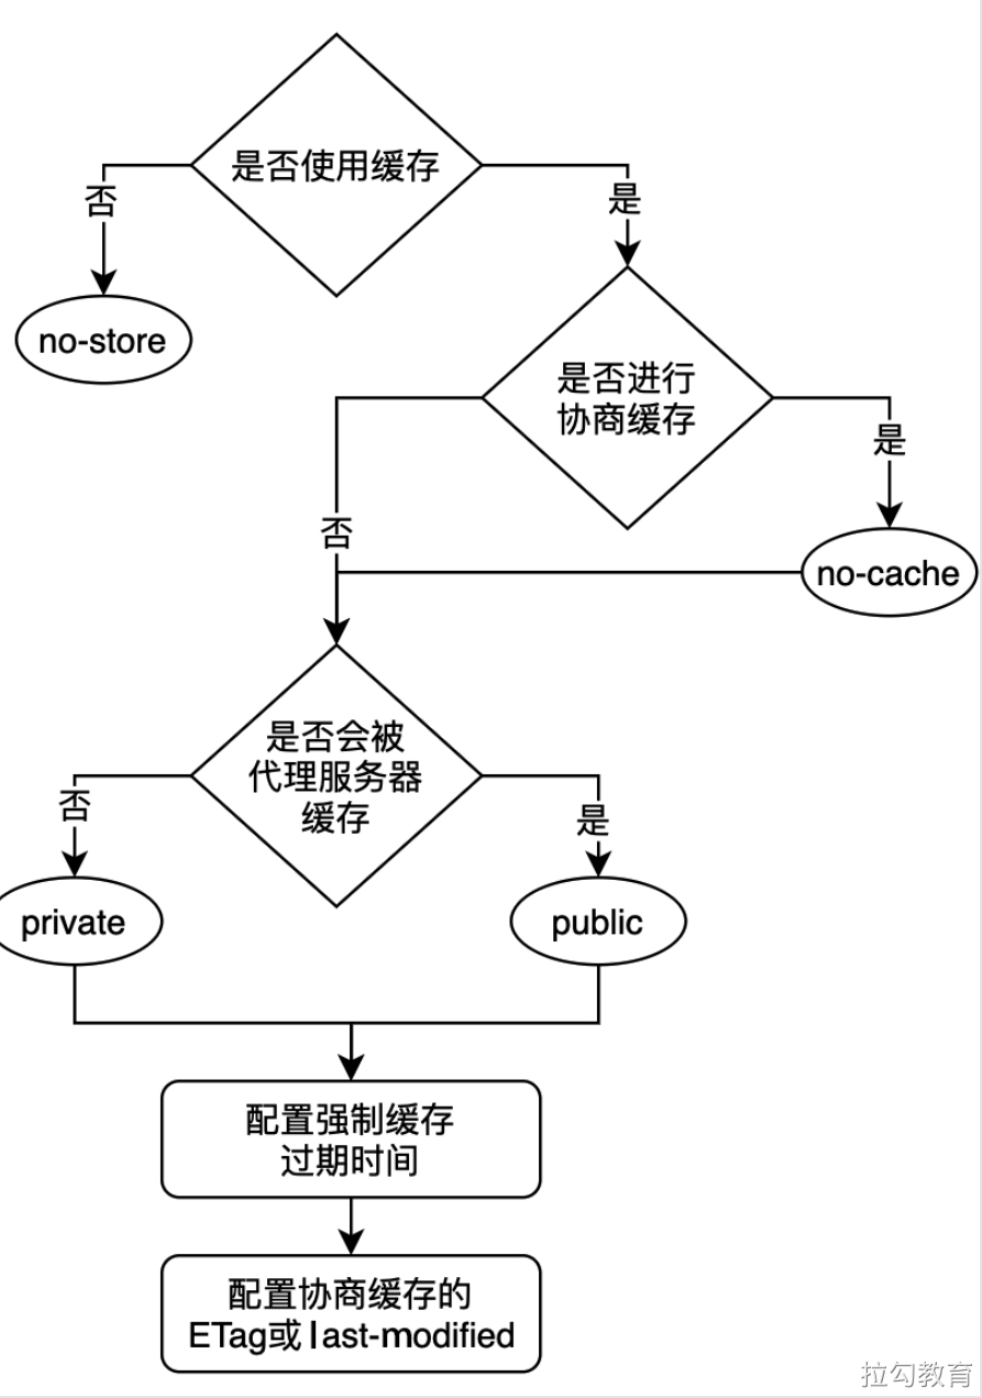 是否使用缓存
否
是
no-store
是否进行
协商缓存
是
否
no-cache
是否会被
代理服务器
缓存
否
是
private
public
配置强制缓存
过期时间
配置协商缓存的
ETag或last-modified
拉勾教育